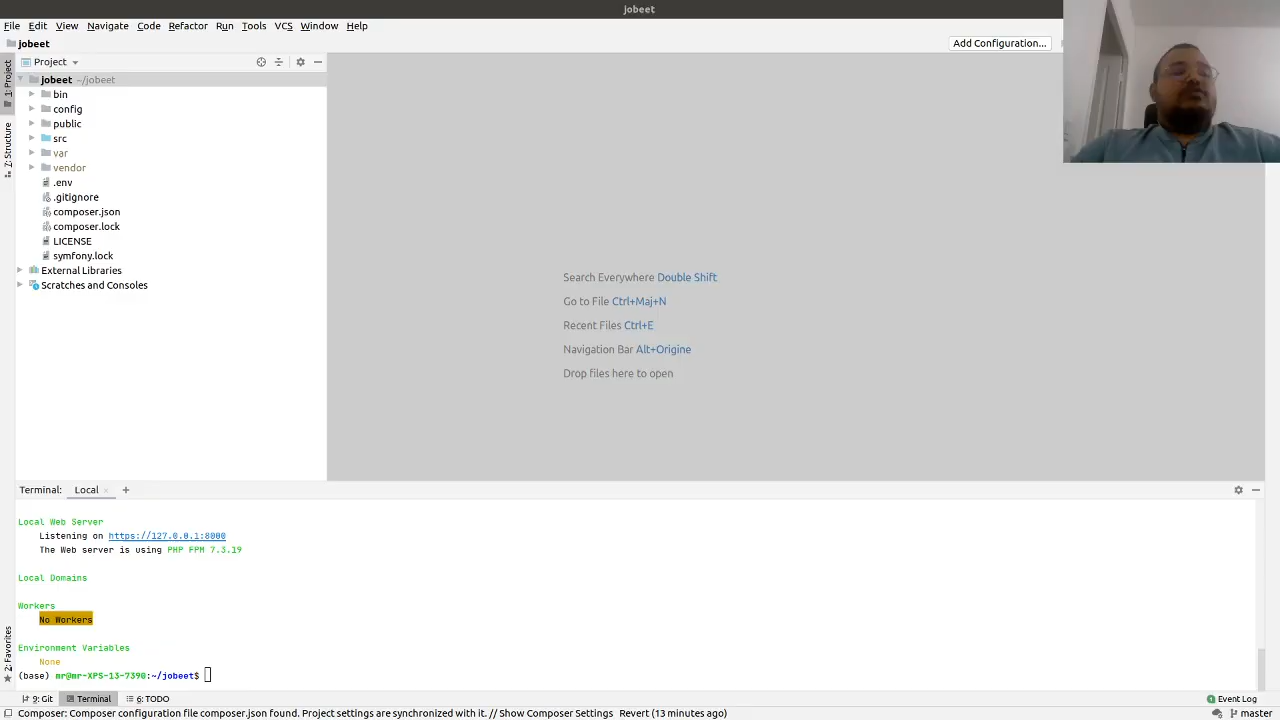 jobeet
File Edit View Navigate Code Refactor Run Tools VCS Window Help
jobeet
Add Configuration...
1: Project
Project
jobeet ~/jobeet
bin
config
public
src
var
vendor
.env
.gitignore
composer.json
composer.lock
LICENSE
symfony.lock
External Libraries
Scratches and Consoles
Z: Structure
2: Favorites
Search Everywhere Double Shift
Go to File Ctrl+Maj+N
Recent Files Ctrl+E
Navigation Bar Alt+Origine
Drop files here to open
Terminal: Local × +
Local Web Server
Listening on https://127.0.0.1:8000
The Web server is using PHP FPM 7.3.19
Local Domains
Workers
No Workers
Environment Variables
None
(base) mr@mr-XPS-13-7390:~/jobeet$
9: Git Terminal 6: TODO
Event Log
Composer: Composer configuration file composer.json found. Project settings are synchronized with it. // Show Composer Settings Revert (13 minutes ago)
master